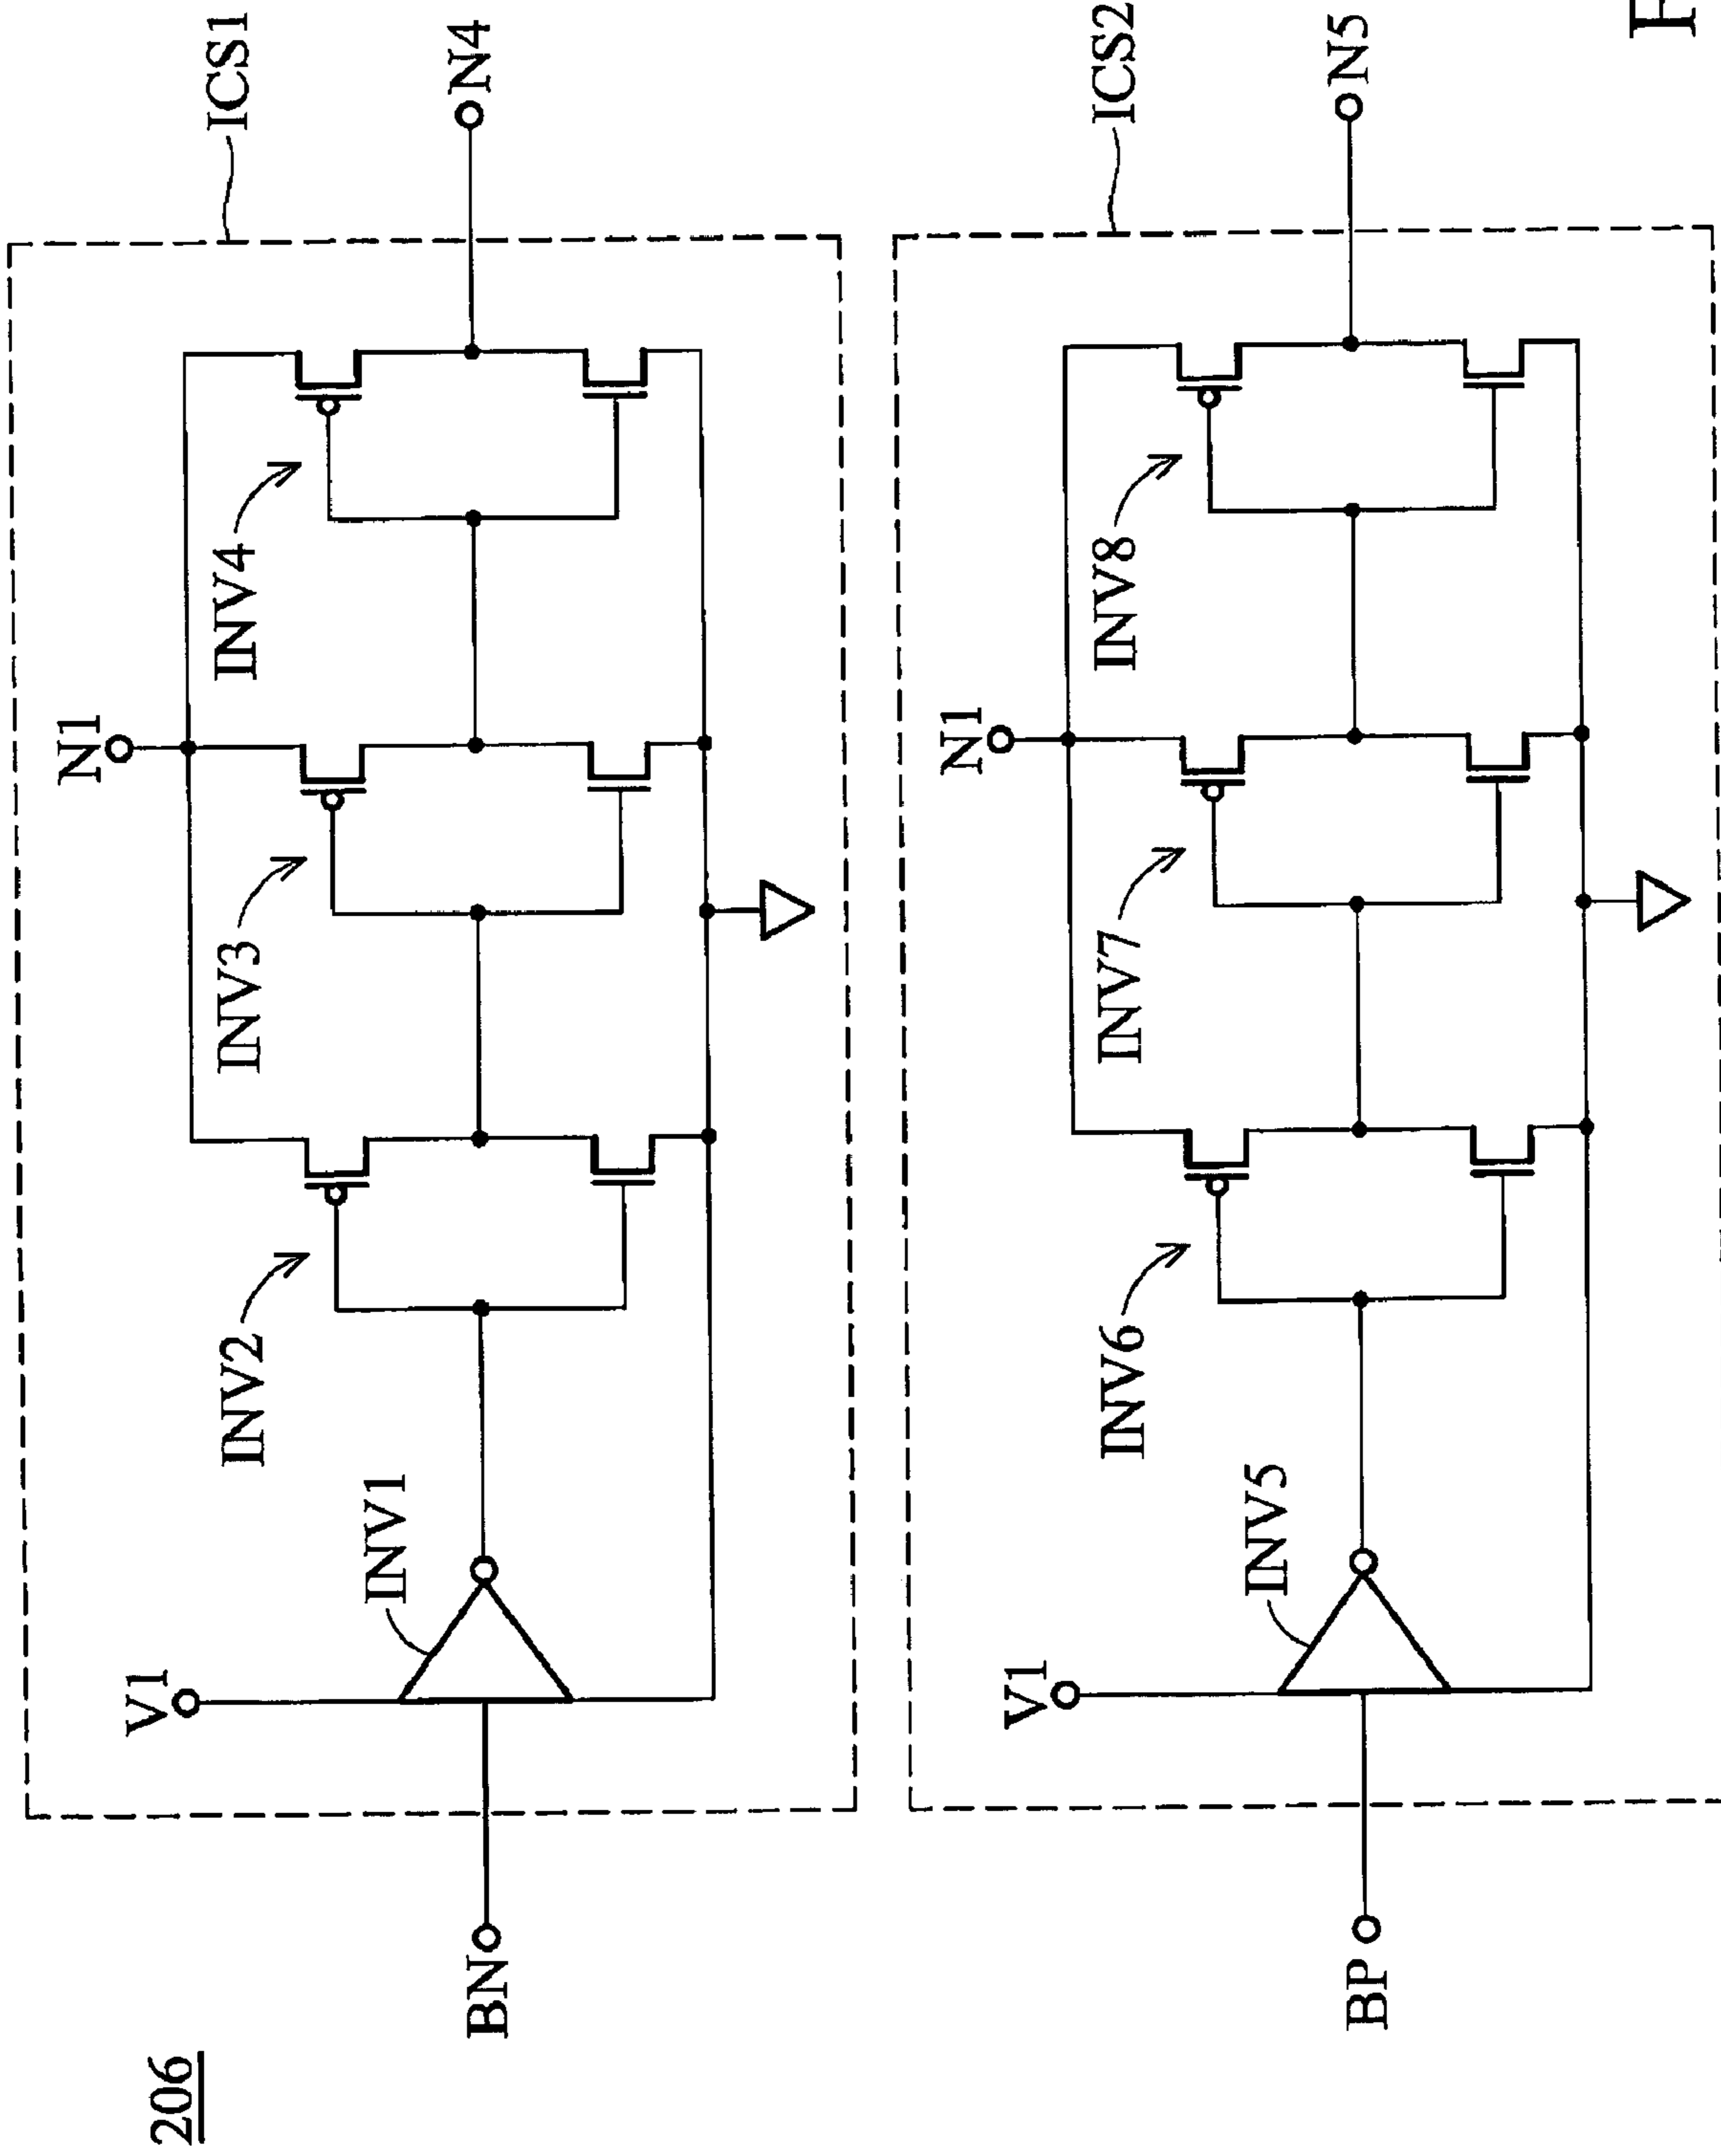 206
ICS1
N1
V1
INV1
INV2
INV3
INV4
BN
N4
ICS2
N1
V1
INV5
INV6
INV7
INV8
BP
N5
F